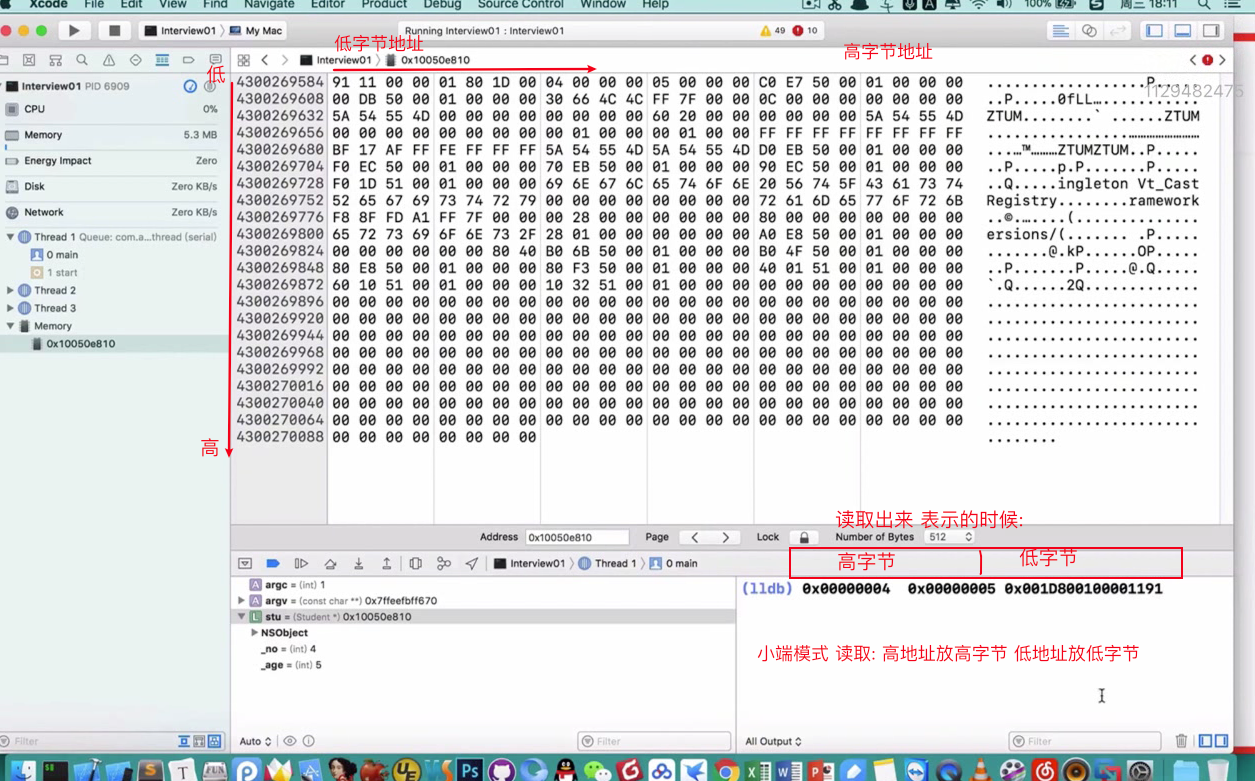 Xcode File Edit View Find Navigate Editor Product Debug Source Control Window Help 100% 周三 18:11
Interview01 〉 My Mac
Running Interview01 : Interview01
49 10
低字节地址
高字节地址
Interview01 〉 0x10050e810
低
高
1129482475
Interview01 PID 6909
CPU 0%
Memory 5.3 MB
Energy Impact Zero
Disk Zero KB/s
Network Zero KB/s
Thread 1 Queue: com.a...thread (serial)
0 main
1 start
Thread 2
Thread 3
Memory
0x10050e810
4300269584 91 11 00 00 01 80 1D 00 04 00 00 00 05 00 00 00 C0 E7 50 00 01 00 00 00 ..................P.....
4300269608 00 DB 50 00 01 00 00 00 30 66 4C 4C FF 7F 00 00 0C 00 00 00 00 00 00 00 ..P.....0fLL............
4300269632 5A 54 55 4D 00 00 00 00 00 00 00 00 60 20 00 00 00 00 00 00 5A 54 55 4D ZTUM........` ......ZTUM
4300269656 00 00 00 00 00 00 00 00 00 01 00 00 00 01 00 00 FF FF FF FF FF FF FF FF
4300269680 BF 17 AF FF FE FF FF FF 5A 54 55 4D 5A 54 55 4D D0 EB 50 00 01 00 00 00 ...™....ZTUMZTUM..P.....
4300269704 F0 EC 50 00 01 00 00 00 70 EB 50 00 01 00 00 00 90 EC 50 00 01 00 00 00 ..P.....p.P.......P.....
4300269728 F0 1D 51 00 01 00 00 00 69 6E 67 6C 65 74 6F 6E 20 56 74 5F 43 61 73 74 ..Q.....ingleton Vt_Cast
4300269752 52 65 67 69 73 74 72 79 00 00 00 00 00 00 00 00 72 61 6D 65 77 6F 72 6B Registry........ramework
4300269776 F8 8F FD A1 FF 7F 00 00 00 28 00 00 00 00 00 00 80 00 00 00 00 00 00 00 ..©......(..............
4300269800 65 72 73 69 6F 6E 73 2F 28 01 00 00 00 00 00 00 A0 E8 50 00 01 00 00 00 ersions/(.........P.....
4300269824 00 00 00 00 00 00 80 40 B0 6B 50 00 01 00 00 00 B0 4F 50 00 01 00 00 00 .......@.kP......OP.....
4300269848 80 E8 50 00 01 00 00 00 80 F3 50 00 01 00 00 00 40 01 51 00 01 00 00 00 ..P.......P.....@.Q.....
4300269872 60 10 51 00 01 00 00 00 10 32 51 00 01 00 00 00 00 00 00 00 00 00 00 00 `.Q......2Q.............
4300269896 00 00 00 00 00 00 00 00 00 00 00 00 00 00 00 00 00 00 00 00 00 00 00 00 ........................
4300269920 00 00 00 00 00 00 00 00 00 00 00 00 00 00 00 00 00 00 00 00 00 00 00 00 ........................
4300269944 00 00 00 00 00 00 00 00 00 00 00 00 00 00 00 00 00 00 00 00 00 00 00 00 ........................
4300269968 00 00 00 00 00 00 00 00 00 00 00 00 00 00 00 00 00 00 00 00 00 00 00 00 ........................
4300269992 00 00 00 00 00 00 00 00 00 00 00 00 00 00 00 00 00 00 00 00 00 00 00 00 ........................
4300270016 00 00 00 00 00 00 00 00 00 00 00 00 00 00 00 00 00 00 00 00 00 00 00 00 ........................
4300270040 00 00 00 00 00 00 00 00 00 00 00 00 00 00 00 00 00 00 00 00 00 00 00 00 ........................
4300270064 00 00 00 00 00 00 00 00 00 00 00 00 00 00 00 00 00 00 00 00 00 00 00 00 ........................
4300270088 00 00 00 00 00 00 00 00 ........
读取出来 表示的时候:
Address 0x10050e810 Page Lock Number of Bytes 512
高字节 低字节
Interview01 〉 Thread 1 〉 0 main
argc = (int) 1
argv = (const char **) 0x7ffeefbff670
stu = (Student *) 0x10050e810
NSObject
_no = (int) 4
_age = (int) 5
(lldb) 0x00000004 0x00000005 0x001D800100001191
小端模式 读取: 高地址放高字节 低地址放低字节
Filter
Auto
Filter
All Output
Filter